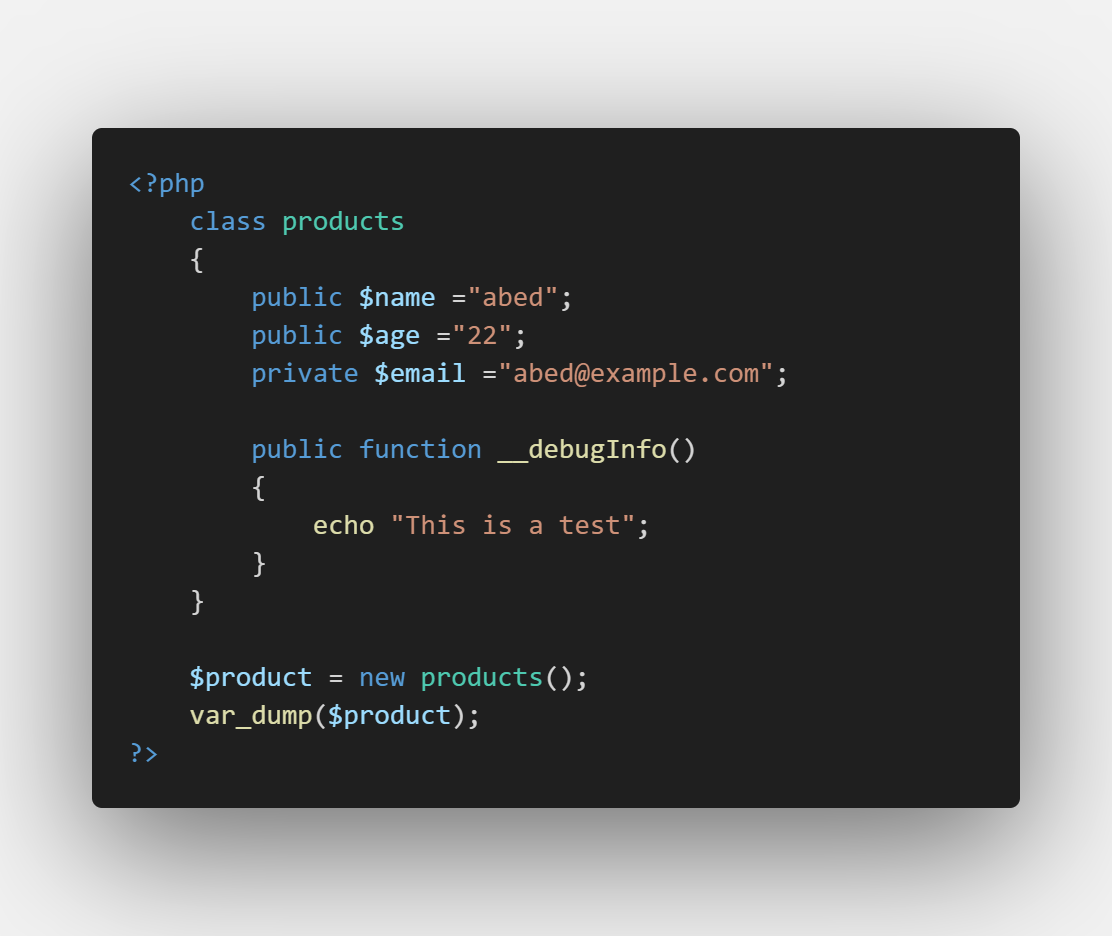 <?php
class products
{
public $name ="abed";
public $age ="22";
private $email ="abed@example.com";
public function __debugInfo()
{
echo "This is a test";
}
}
$product = new products();
var_dump($product);
?>